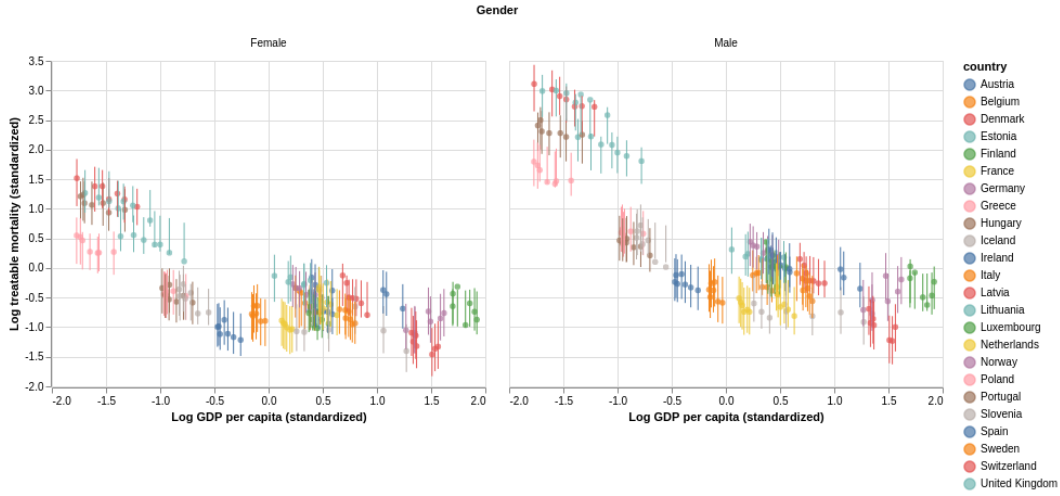 Gender
Female
Male
Log treatable mortality (standardized)
3.5
3.0
2.5
2.0
1.5
1.0
0.5
0.0
-0.5
-1.0
-1.5
-2.0
-2.0 -1.5 -1.0 -0.5 0.0 0.5 1.0 1.5 2.0
Log GDP per capita (standardized)
-2.0 -1.5 -1.0 -0.5 0.0 0.5 1.0 1.5 2.0
Log GDP per capita (standardized)
country
Austria
Belgium
Denmark
Estonia
Finland
France
Germany
Greece
Hungary
Iceland
Ireland
Italy
Latvia
Lithuania
Luxembourg
Netherlands
Norway
Poland
Portugal
Slovenia
Spain
Sweden
Switzerland
United Kingdom